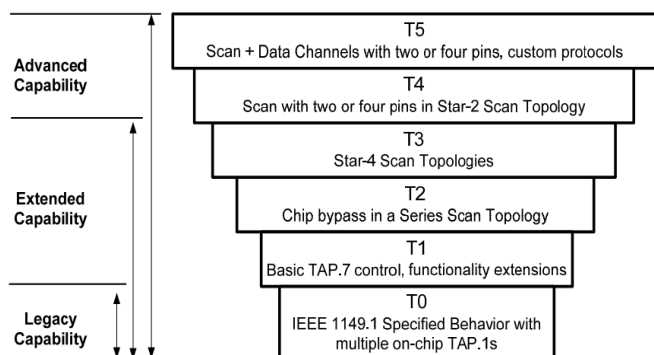 T5
Scan + Data Channels with two or four pins, custom protocols
Advanced
Capability
T4
Scan with two or four pins in Star-2 Scan Topology
T3
Star-4 Scan Topologies
Extended
Capability
T2
Chip bypass in a Series Scan Topology
T1
Basic TAP.7 control, functionality extensions
Legacy
Capability
T0
IEEE 1149.1 Specified Behavior with
multiple on-chip TAP.1s